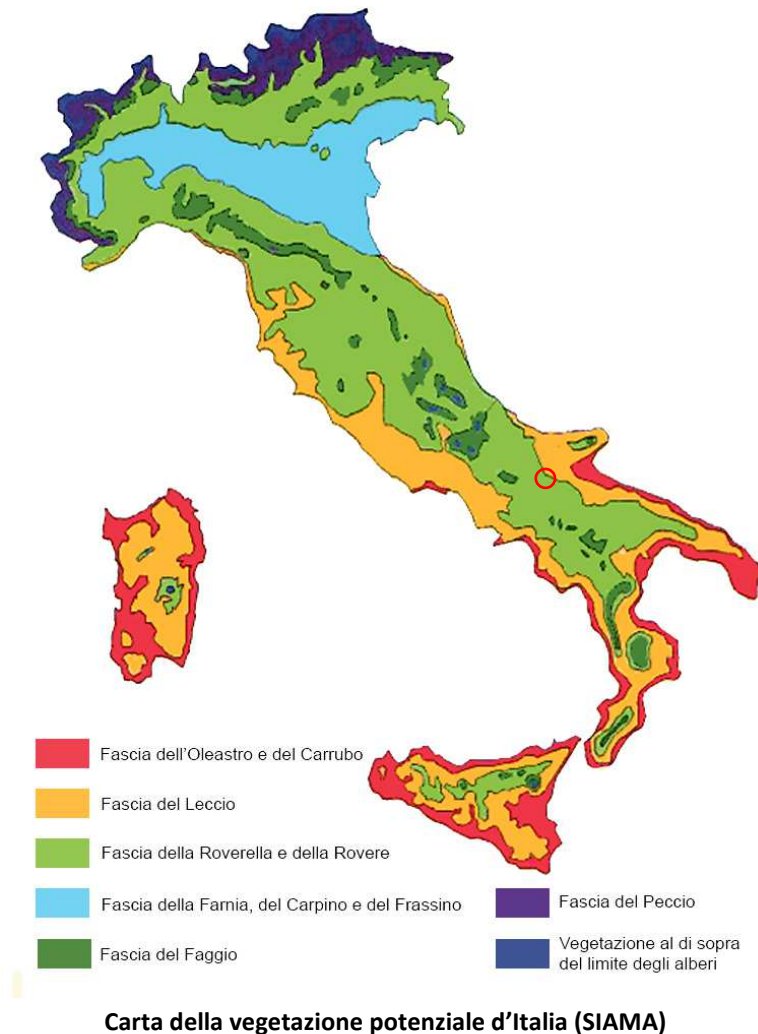 Fascia dell'Oleastro e del Carrubo
Fascia del Leccio
Fascia della Roverella e della Rovere
Fascia della Farnia, del Carpino e del Frassino
Fascia del Faggio
Fascia del Peccio
Vegetazione al di sopra
del limite degli alberi
Carta della vegetazione potenziale d’Italia (SIAMA)